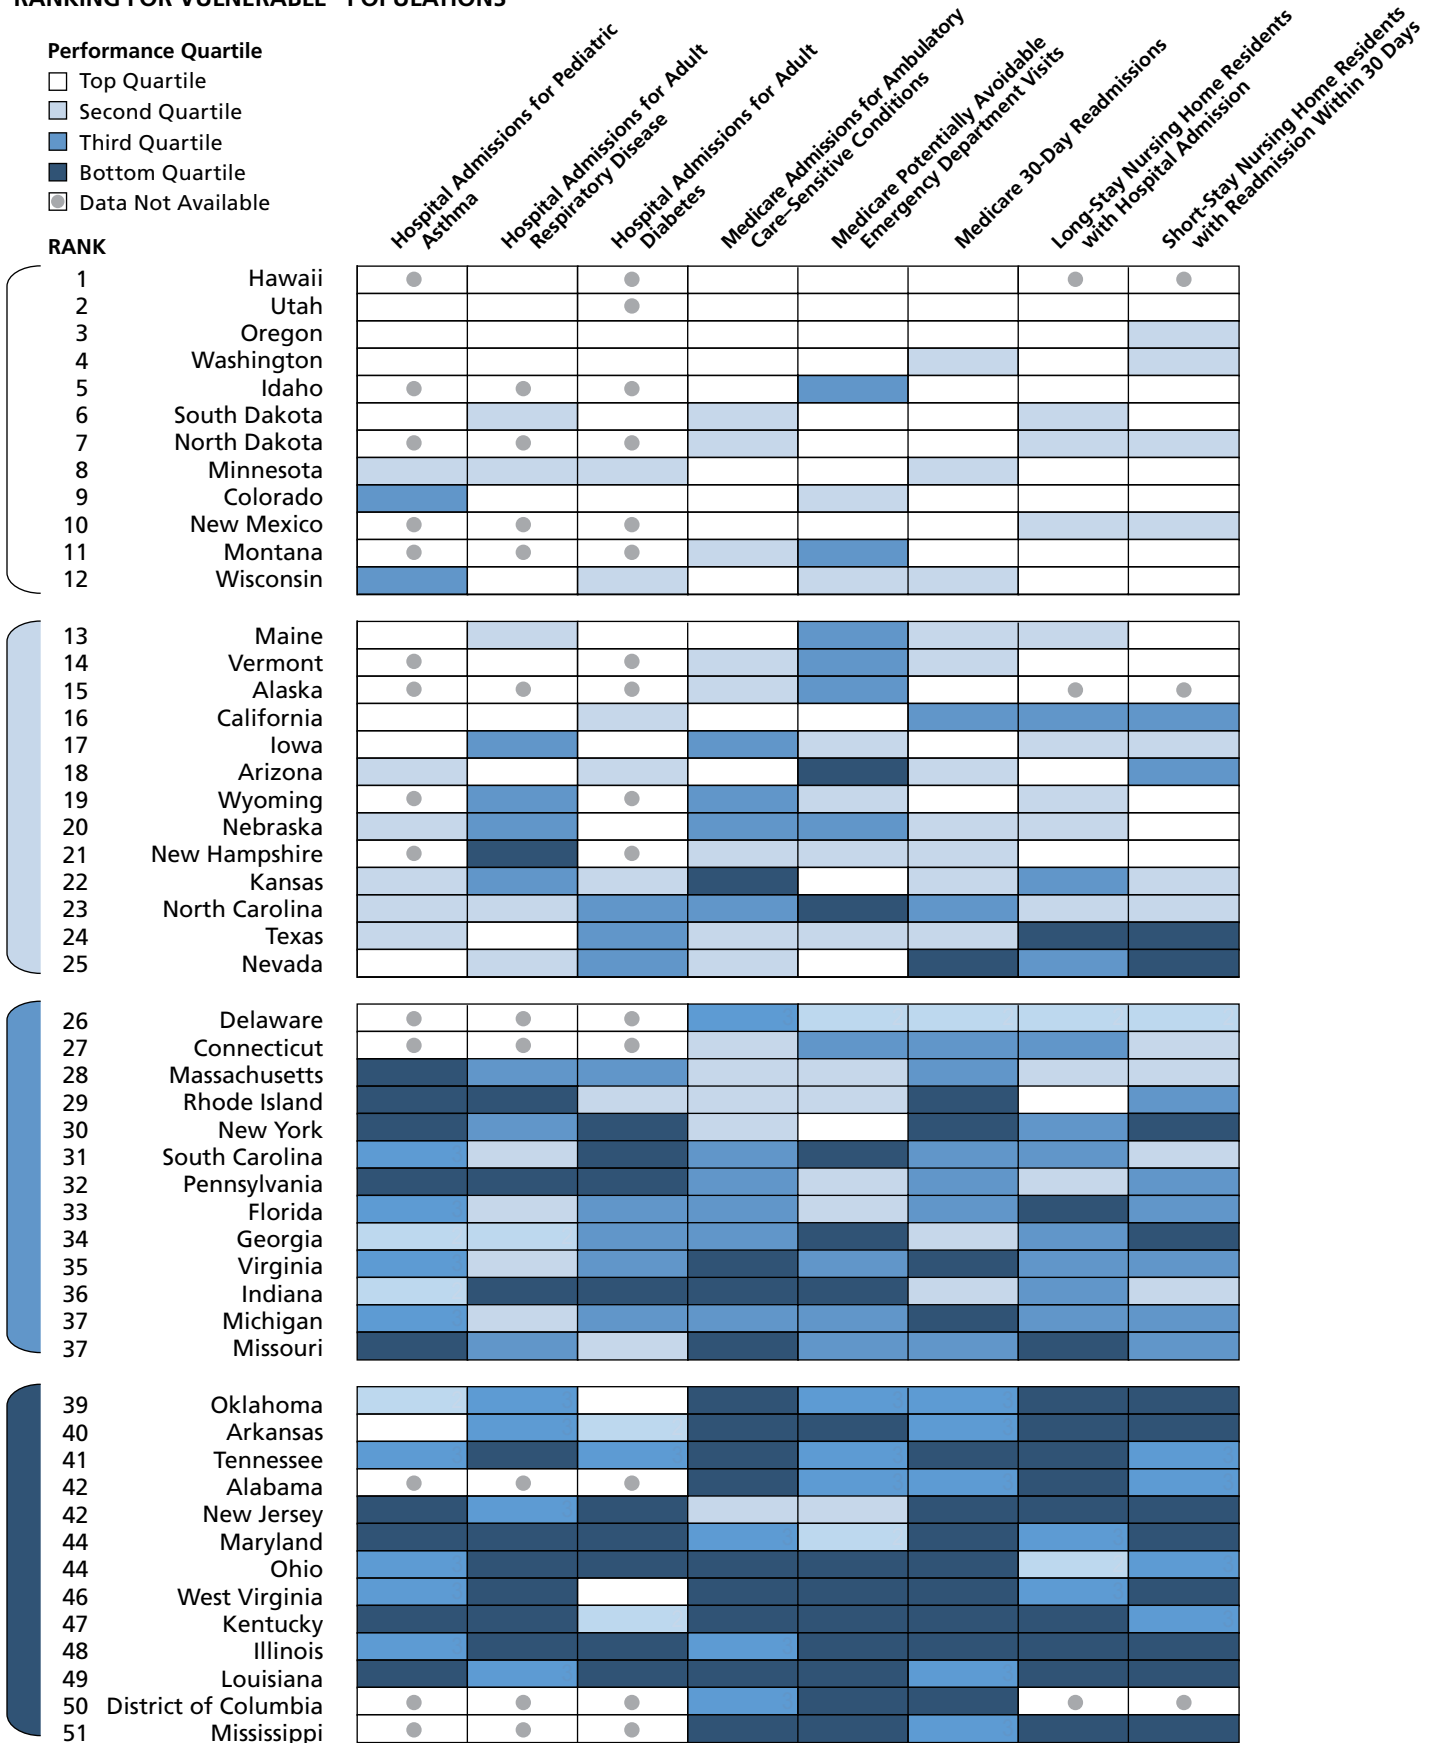 RANKING FOR VULNERABLE POPULATIONS
Performance Quartile
Top Quartile
Second Quartile
Third Quartile
Bottom Quartile
Data Not Available
RANK
Hospital Admissions for Pediatric
Asthma
Hospital Admissions for Adult
Respiratory Disease
Hospital Admissions for Adult
Diabetes
Medicare Admissions for Ambulatory
Care–Sensitive Conditions
Medicare Potentially Avoidable
Emergency Department Visits
Medicare 30-Day Readmissions
Long-Stay Nursing Home Residents
with Hospital Admission
Short-Stay Nursing Home Residents
with Readmission Within 30 Days
1 Hawaii
2 Utah
3 Oregon
4 Washington
5 Idaho
6 South Dakota
7 North Dakota
8 Minnesota
9 Colorado
10 New Mexico
11 Montana
12 Wisconsin
13 Maine
14 Vermont
15 Alaska
16 California
17 Iowa
18 Arizona
19 Wyoming
20 Nebraska
21 New Hampshire
22 Kansas
23 North Carolina
24 Texas
25 Nevada
26 Delaware
27 Connecticut
28 Massachusetts
29 Rhode Island
30 New York
31 South Carolina
32 Pennsylvania
33 Florida
34 Georgia
35 Virginia
36 Indiana
37 Michigan
37 Missouri
39 Oklahoma
40 Arkansas
41 Tennessee
42 Alabama
42 New Jersey
44 Maryland
44 Ohio
46 West Virginia
47 Kentucky
48 Illinois
49 Louisiana
50 District of Columbia
51 Mississippi